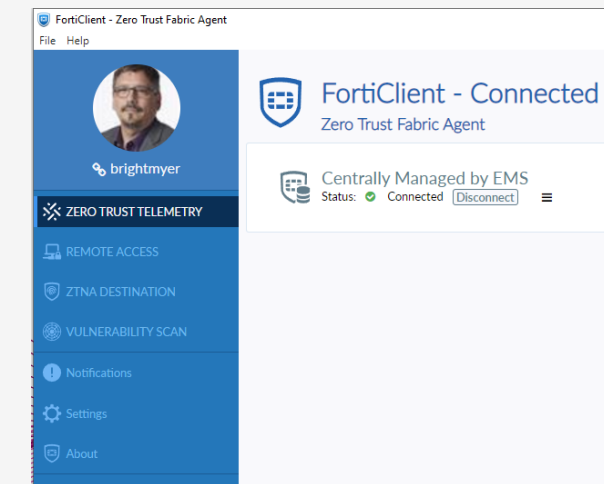 FortiClient - Zero Trust Fabric Agent
File Help
brightmyer
ZERO TRUST TELEMETRY
REMOTE ACCESS
ZTNA DESTINATION
VULNERABILITY SCAN
Notifications
Settings
About
FortiClient - Connected
Zero Trust Fabric Agent
Centrally Managed by EMS
Status: Connected Disconnect